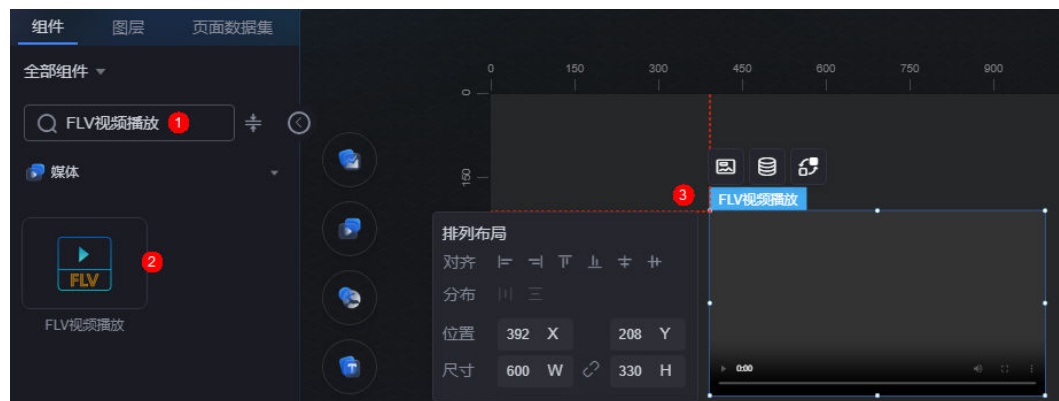 组件 图层 页面数据集
全部组件
0 150 300 450 600 750 900
0
FLV视频播放 1
媒体
150
3 FLV视频播放
2
FLV
FLV视频播放
排列布局
对齐
分布
位置 392 X 208 Y
尺寸 600 W 330 H
0:00